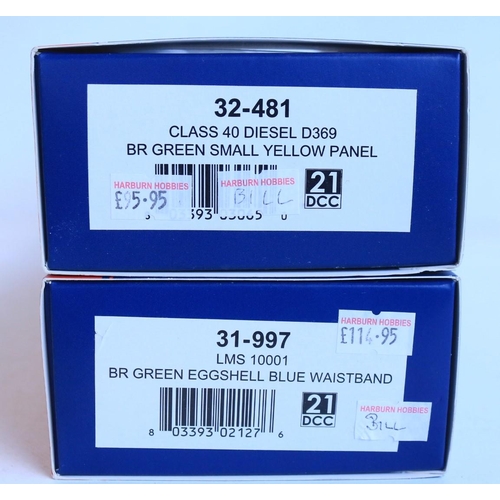 32-481
CLASS 40 DIESEL D369
BR GREEN SMALL YELLOW PANEL
HARBURN HOBBIES
£95.95
HARBURN HOBBIES
BILL
21
DCC
31-997
LMS 10001
BR GREEN EGGSHELL BLUE WAISTBAND
HARBURN HOBBIES
£114.95
8 03393 02127 6
21
DCC
HARBURN HOBBIES
BILL